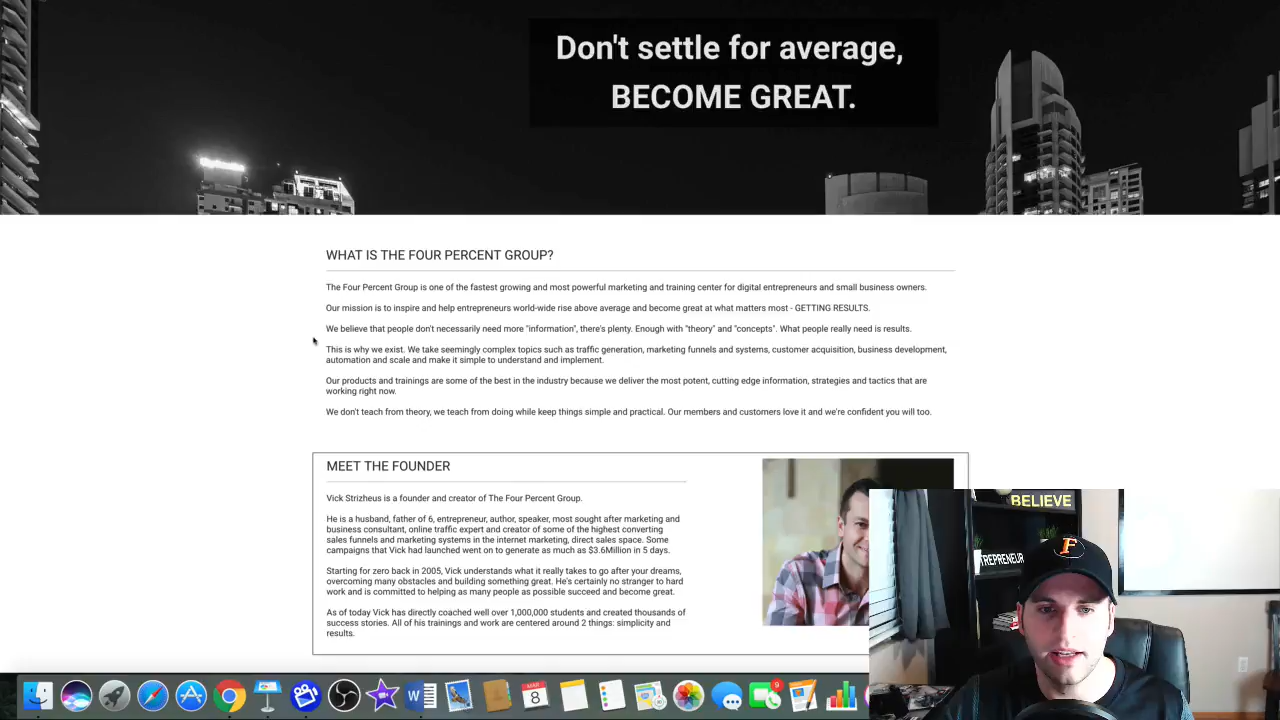 Don't settle for average,
BECOME GREAT.
WHAT IS THE FOUR PERCENT GROUP?
The Four Percent Group is one of the fastest growing and most powerful marketing and training center for digital entrepreneurs and small business owners.
Our mission is to inspire and help entrepreneurs world-wide rise above average and become great at what matters most - GETTING RESULTS.
We believe that people don't necessarily need more "information", there's plenty. Enough with "theory" and "concepts". What people really need is results.
This is why we exist. We take seemingly complex topics such as traffic generation, marketing funnels and systems, customer acquisition, business development,
automation and scale and make it simple to understand and implement.
Our products and trainings are some of the best in the industry because we deliver the most potent, cutting edge information, strategies and tactics that are
working right now.
We don't teach from theory, we teach from doing while keep things simple and practical. Our members and customers love it and we're confident you will too.
MEET THE FOUNDER
Vick Strizheus is a founder and creator of The Four Percent Group.
He is a husband, father of 6, entrepreneur, author, speaker, most sought after marketing and
business consultant, online traffic expert and creator of some of the highest converting
sales funnels and marketing systems in the internet marketing, direct sales space. Some
campaigns that Vick had launched went on to generate as much as $3.6Million in 5 days.
Starting for zero back in 2005, Vick understands what it really takes to go after your dreams,
overcoming many obstacles and building something great. He's certainly no stranger to hard
work and is committed to helping as many people as possible succeed and become great.
As of today Vick has directly coached well over 1,000,000 students and created thousands of
success stories. All of his trainings and work are centered around 2 things: simplicity and
results.
BELIEVE
TREPRENEUR
F
MAR
8
9
W